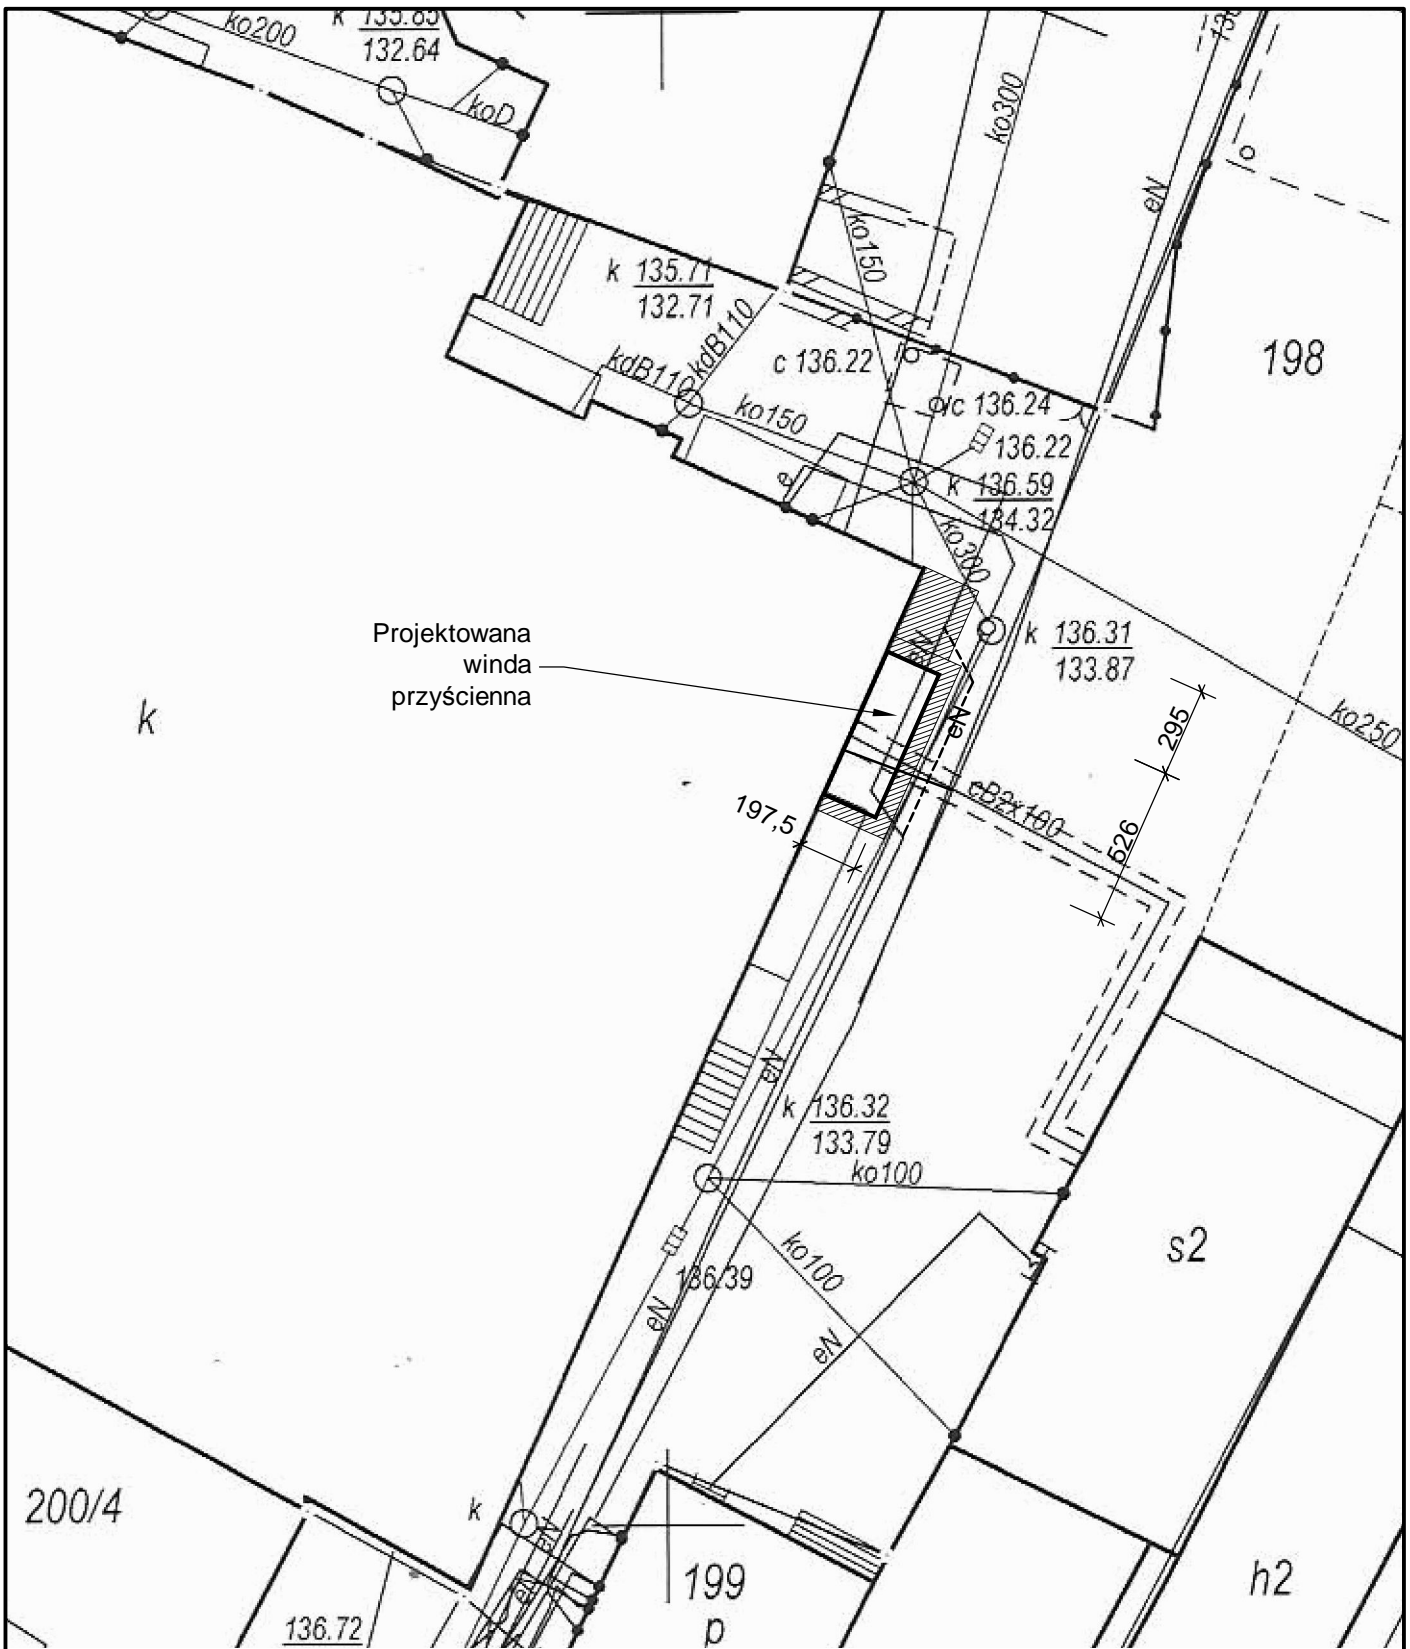 ko200
k 135.85
132.64
koD
ko300
eN
ko150
k 135.71
132.71
kdB110
kdB110
c 136.22
198
ko150
c 136.24
136.22
e
k 136.59
134.32
ko300
Projektowana
winda
przyścienna
k 136.31
133.87
k
eN
eN
295
ko250
197,5
eB2x100
526
eN
k 136.32
133.79
ko100
s2
ko100
136.39
eN
eN
200/4
k
eN
199
p
h2
136.72